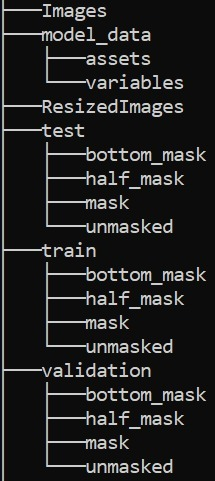 Images
model_data
assets
variables
ResizedImages
test
bottom_mask
half_mask
mask
unmasked
train
bottom_mask
half_mask
mask
unmasked
validation
bottom_mask
half_mask
mask
unmasked